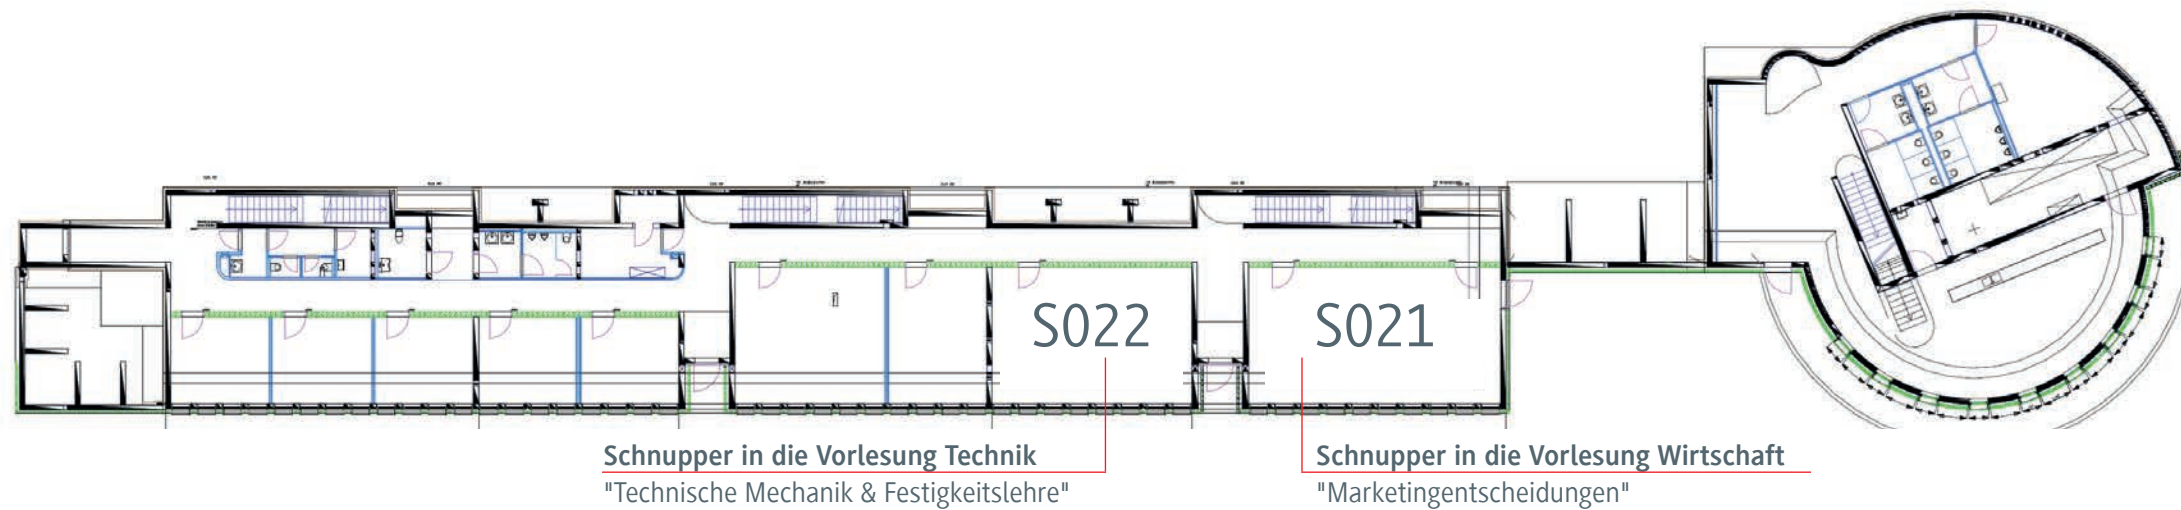 S022
S021
Schnupper in die Vorlesung Technik
"Technische Mechanik & Festigkeitslehre"
Schnupper in die Vorlesung Wirtschaft
"Marketingentscheidungen"